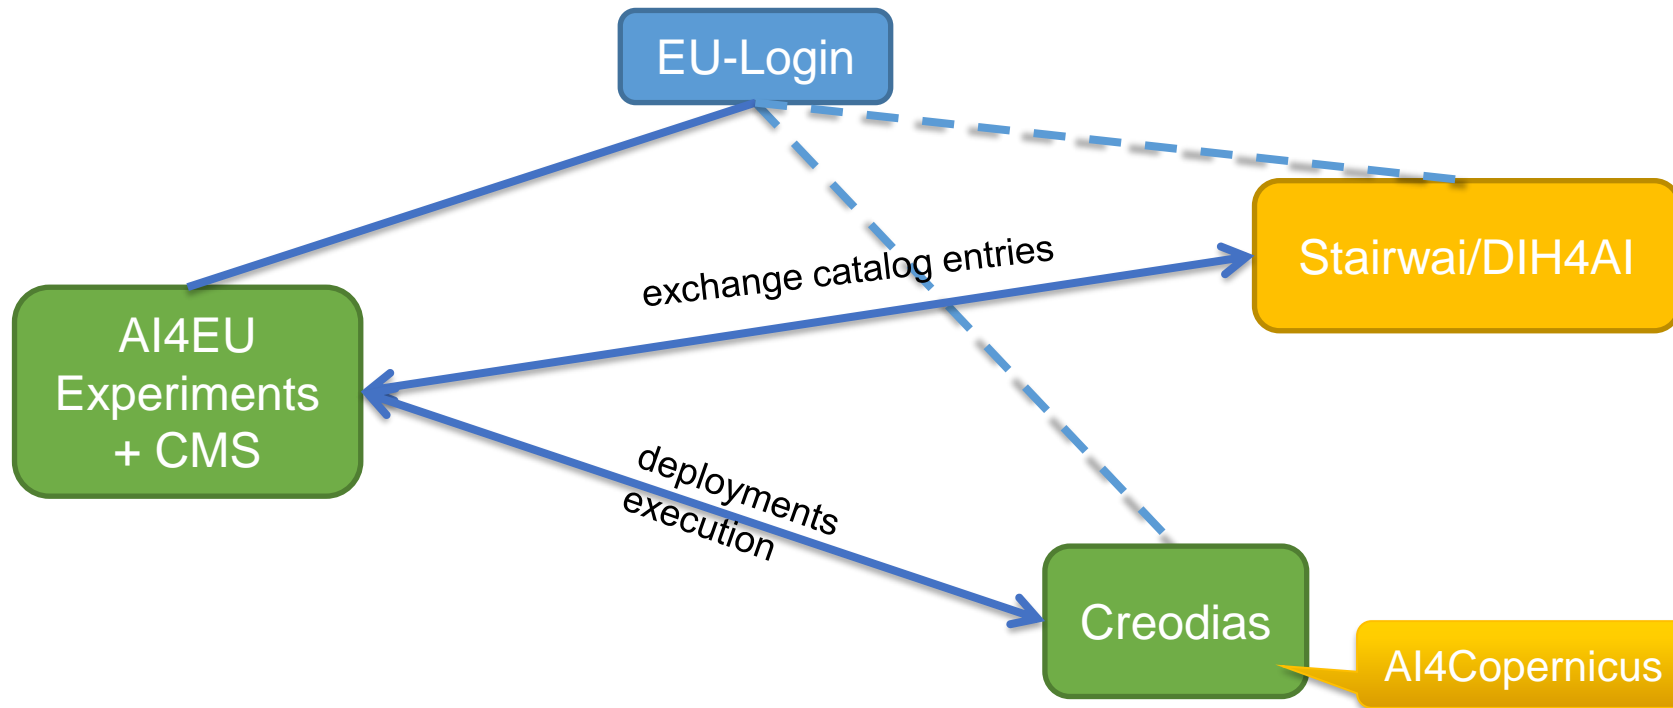 EU-Login
Stairwai/DIH4AI
exchange catalog entries
AI4EU
Experiments
+ CMS
deployments
execution
Creodias
AI4Copernicus